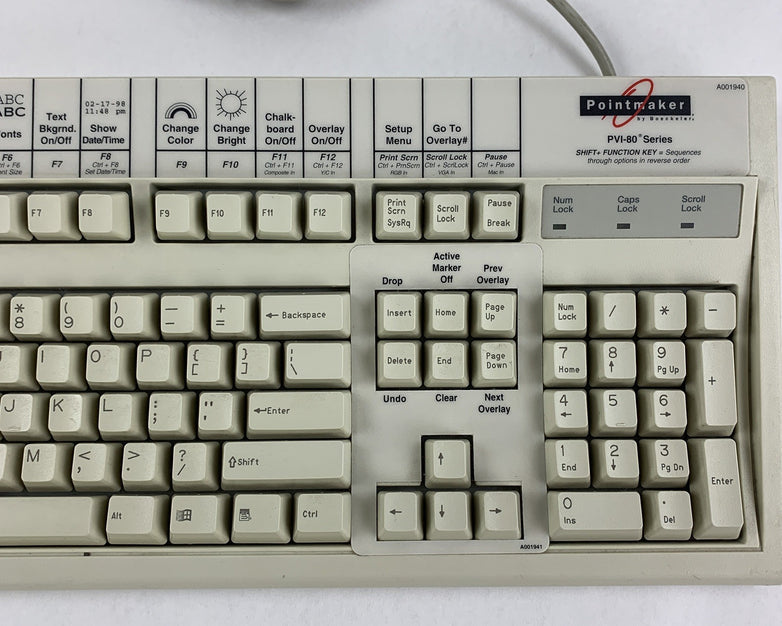 ABC
ABC
Text
Bkgrnd.
On/Off
02-17-98
11:48 pm
Show
Date/Time
Change
Color
Change
Bright
Chalk-
board
On/Off
Overlay
On/Off
Setup
Menu
Go To
Overlay#
A001940
Pointmaker
by Boeckeler.
PVI-80® Series
SHIFT+ FUNCTION KEY = Sequences
through options in reverse order
F6
F7
F8
Ctrl + F8
Set Date/Time
F9
F10
F11
Ctrl + F11
Composite In
F12
Ctrl + F12
Y/C In
Print Scrn
Ctrl + PrnScrn
RGB In
Scroll Lock
Ctrl + ScrlLock
VGA In
Pause
Ctrl + Pause
Mac In
F7
F8
F9
F10
F11
F12
Print
Scrn
SysRq
Scroll
Lock
Pause
Break
Num
Lock
Caps
Lock
Scroll
Lock
Drop
Active
Marker
Off
Prev
Overlay
*
8
(
9
)
0
—
-
+
=
← Backspace
Insert
Home
Page
Up
Num
Lock
/
*
-
I
O
P
{
[
}
]
¦
\
Delete
End
Page
Down
7
Home
8
↑
9
Pg Up
+
Undo
Clear
Next
Overlay
J
K
L
:
;
"
'
↵Enter
4
←
5
6
→
M
<
,
>
.
?
/
⇧Shift
↑
1
End
2
↓
3
Pg Dn
Enter
Alt
Ctrl
←
↓
→
0
Ins
.
Del
A001941